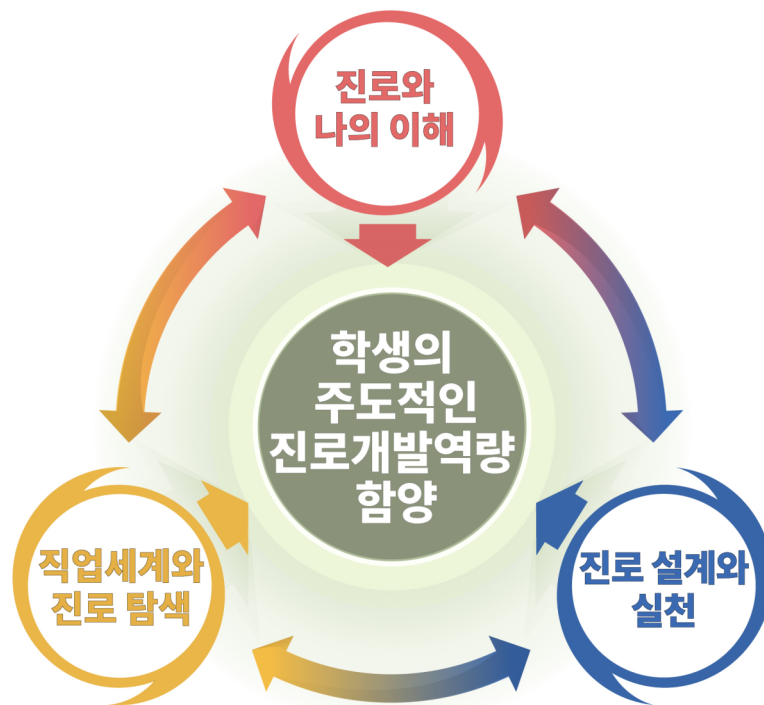 진로와
나의 이해
학생의
주도적인
진로개발역량
함양
직업세계와
진로 탐색
진로 설계와
실천